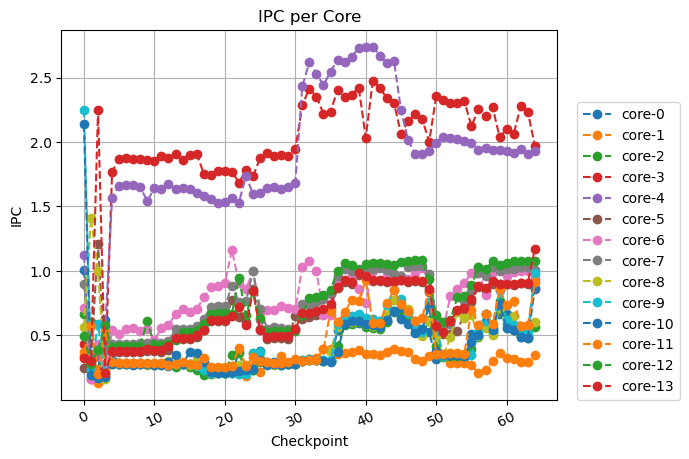 IPC per Core
IPC
2.5
2.0
1.5
1.0
0.5
0
10
20
30
40
50
60
Checkpoint
core-0
core-1
core-2
core-3
core-4
core-5
core-6
core-7
core-8
core-9
core-10
core-11
core-12
core-13